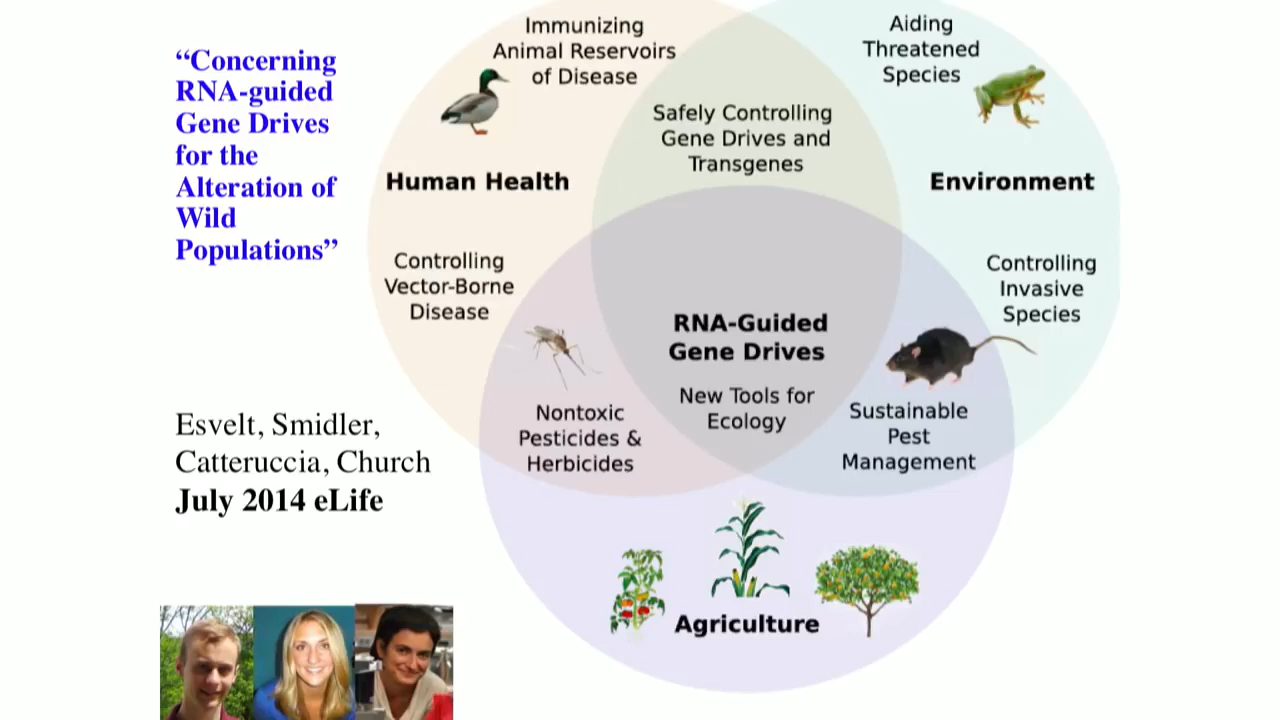 “Concerning
RNA-guided
Gene Drives
for the
Alteration of
Wild
Populations”
Esvelt, Smidler,
Catteruccia, Church
July 2014 eLife
Immunizing
Animal Reservoirs
of Disease
Aiding
Threatened
Species
Safely Controlling
Gene Drives and
Transgenes
Human Health
Environment
Controlling
Vector-Borne
Disease
Controlling
Invasive
Species
RNA-Guided
Gene Drives
New Tools for
Ecology
Nontoxic
Pesticides &
Herbicides
Sustainable
Pest
Management
Agriculture